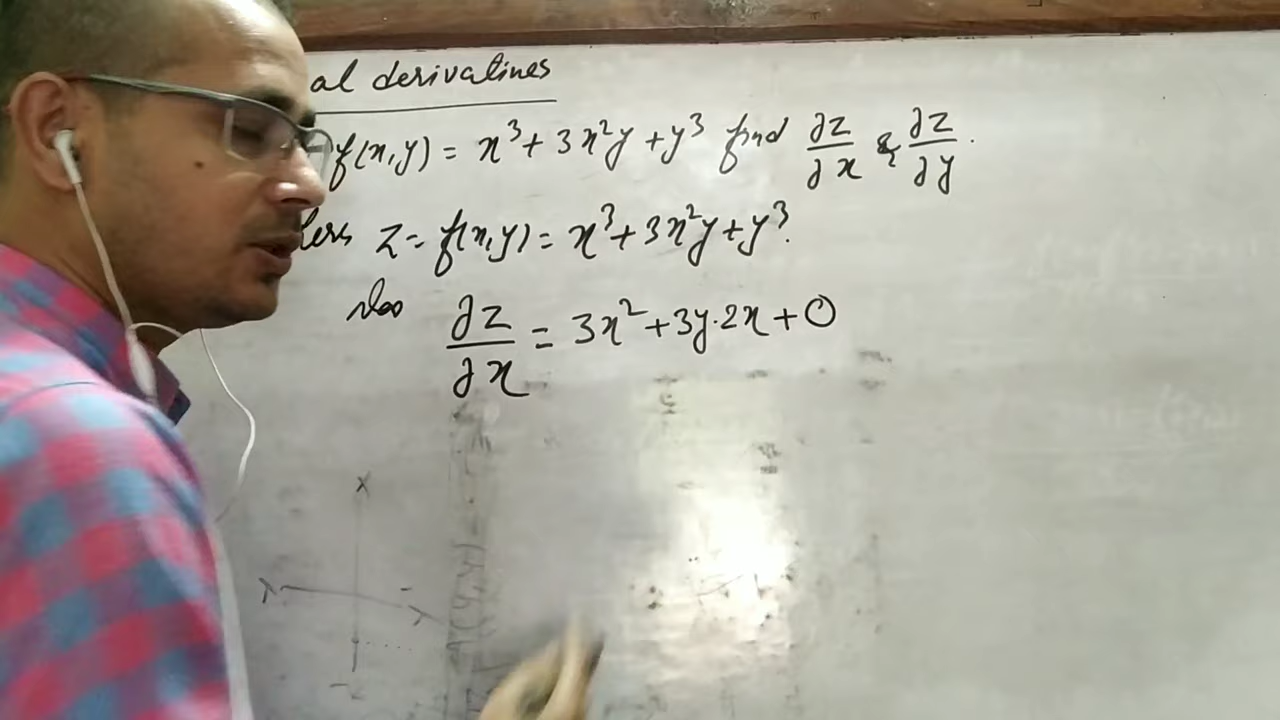 al derivatines
f(x,y) = x³ + 3x²y + y³ find ∂z/∂x & ∂z/∂y.
z = f(x,y) = x³ + 3x²y + y³.
∂z/∂x = 3x² + 3y·2x + 0